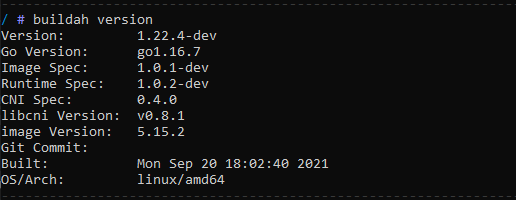 / # buildah version
Version:         1.22.4-dev
Go Version:      go1.16.7
Image Spec:      1.0.1-dev
Runtime Spec:    1.0.2-dev
CNI Spec:        0.4.0
libcni Version:  v0.8.1
image Version:   5.15.2
Git Commit:
Built:           Mon Sep 20 18:02:40 2021
OS/Arch:         linux/amd64